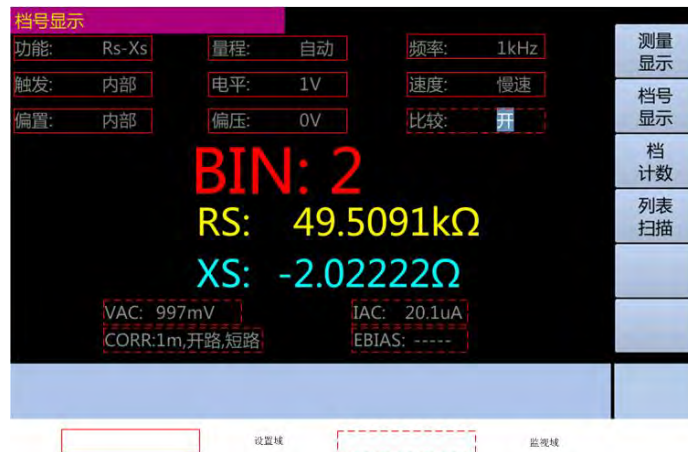 档号显示
功能: Rs-Xs 量程: 自动 频率: 1kHz
触发: 内部 电平: 1V 速度: 慢速
偏置: 内部 偏压: 0V 比较: 开
BIN: 2
RS: 49.5091kΩ
XS: -2.02222Ω
VAC: 997mV IAC: 20.1uA
CORR:1m,开路,短路 EBIAS: -----
测量
显示
档号
显示
档
计数
列表
扫描
设置域 监视域